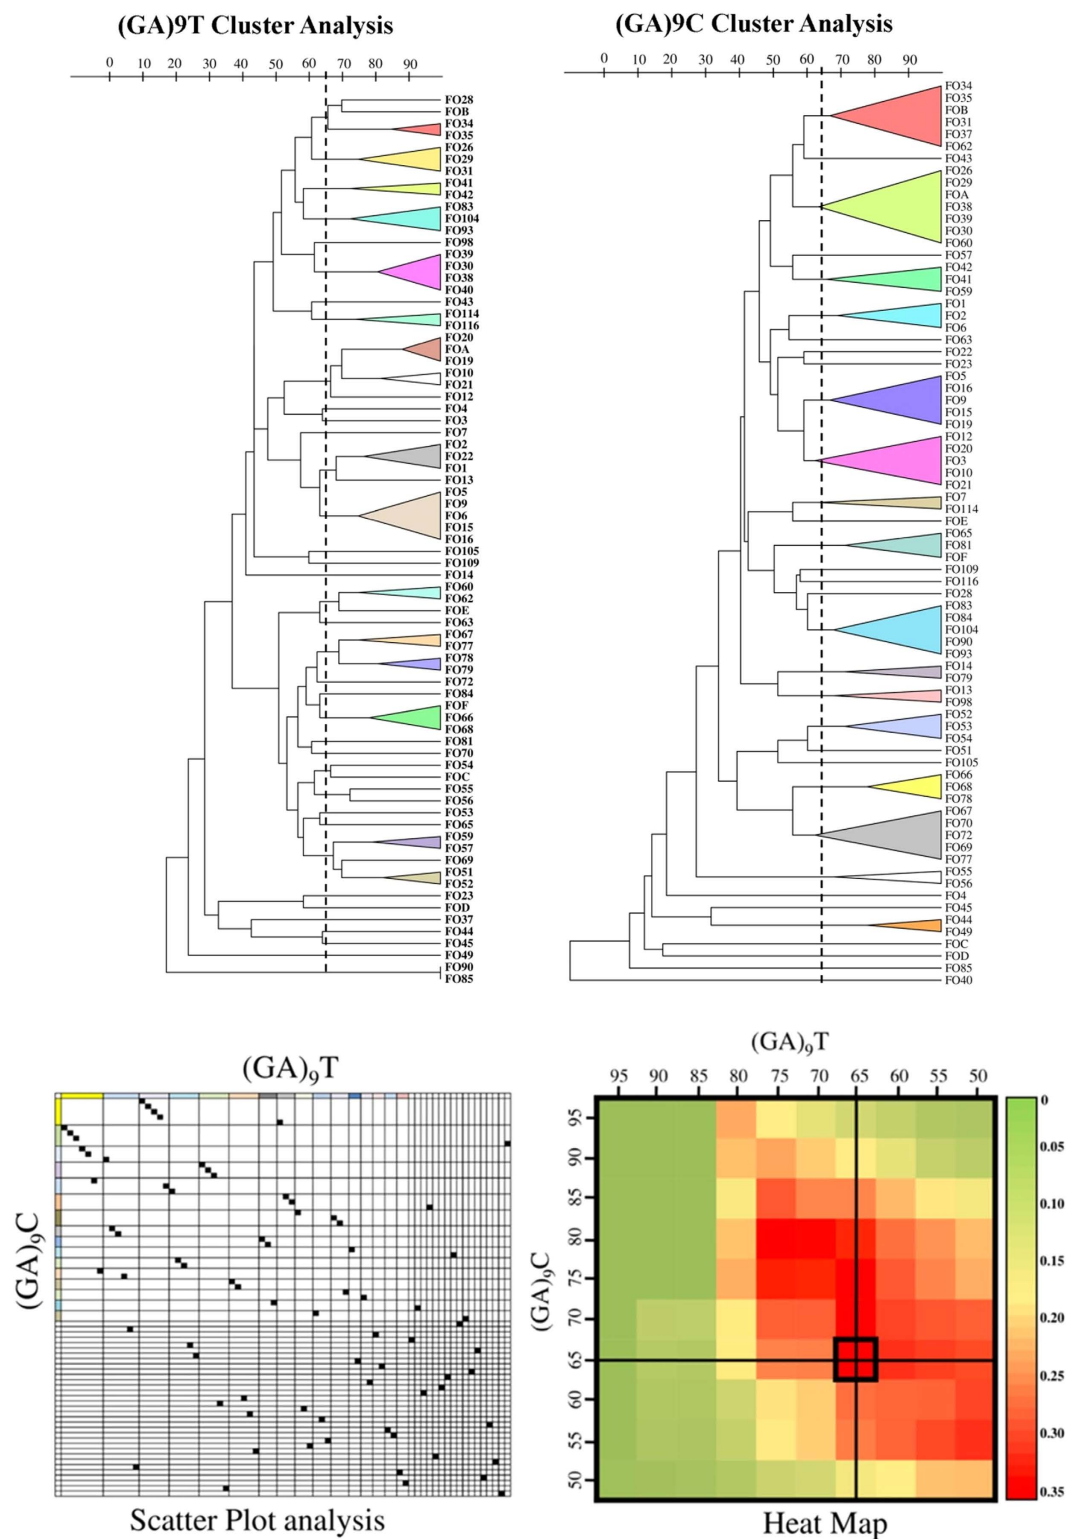 (GA)9T Cluster Analysis
0 10 20 30 40 50 60 70 80 90
FO28
FOB
FO34
FO35
FO26
FO29
FO31
FO41
FO42
FO83
FO104
FO93
FO98
FO39
FO30
FO38
FO40
FO43
FO114
FO116
FO20
FOA
FO19
FO10
FO21
FO12
FO4
FO3
FO7
FO2
FO22
FO1
FO13
FO5
FO9
FO6
FO15
FO16
FO105
FO109
FO14
FO60
FO62
FOE
FO63
FO67
FO77
FO78
FO79
FO72
FO84
FOF
FO66
FO68
FO81
FO70
FO54
FOC
FO55
FO56
FO53
FO65
FO59
FO57
FO69
FO51
FO52
FO23
FOD
FO37
FO44
FO45
FO49
FO90
FO85
(GA)9C Cluster Analysis
0 10 20 30 40 50 60 70 80 90
FO34
FO35
FOB
FO31
FO37
FO62
FO43
FO26
FO29
FOA
FO38
FO39
FO30
FO60
FO57
FO42
FO41
FO59
FO1
FO2
FO6
FO63
FO22
FO23
FO5
FO16
FO9
FO15
FO19
FO12
FO20
FO3
FO10
FO21
FO7
FO114
FOE
FO65
FO81
FOF
FO109
FO116
FO28
FO83
FO84
FO104
FO90
FO93
FO14
FO79
FO13
FO98
FO52
FO53
FO54
FO51
FO105
FO66
FO68
FO78
FO67
FO70
FO72
FO69
FO77
FO55
FO56
FO4
FO45
FO44
FO49
FOC
FOD
FO85
FO40
(GA)₉T
(GA)₉C
Scatter Plot analysis
(GA)₉T
95 90 85 80 75 70 65 60 55 50
(GA)₉C
95
90
85
80
75
70
65
60
55
50
0
0.05
0.10
0.15
0.20
0.25
0.30
0.35
Heat Map